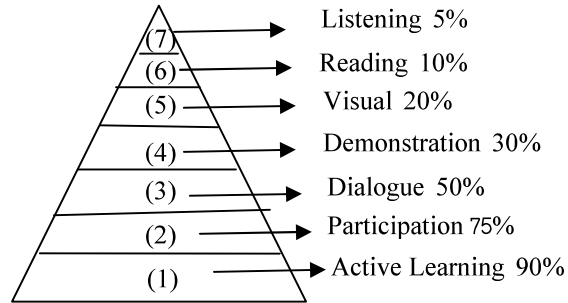 (7) Listening 5%
(6) Reading 10%
(5) Visual 20%
(4) Demonstration 30%
(3) Dialogue 50%
(2) Participation 75%
(1) Active Learning 90%